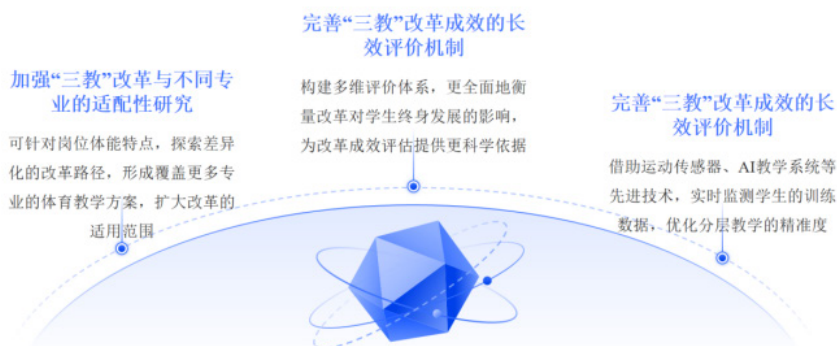 加强“三教”改革与不同专
业的适配性研究
可针对岗位体能特点，探索差异
化的改革路径，形成覆盖更多专
业的体育教学方案，扩大改革的
适用范围
完善“三教”改革成效的长
效评价机制
构建多维评价体系，更全面地衡
量改革对学生终身发展的影响，
为改革成效评估提供更科学依据
完善“三教”改革成效的长
效评价机制
借助运动传感器、AI教学系统等
先进技术，实时监测学生的训练
数据，优化分层教学的精准度